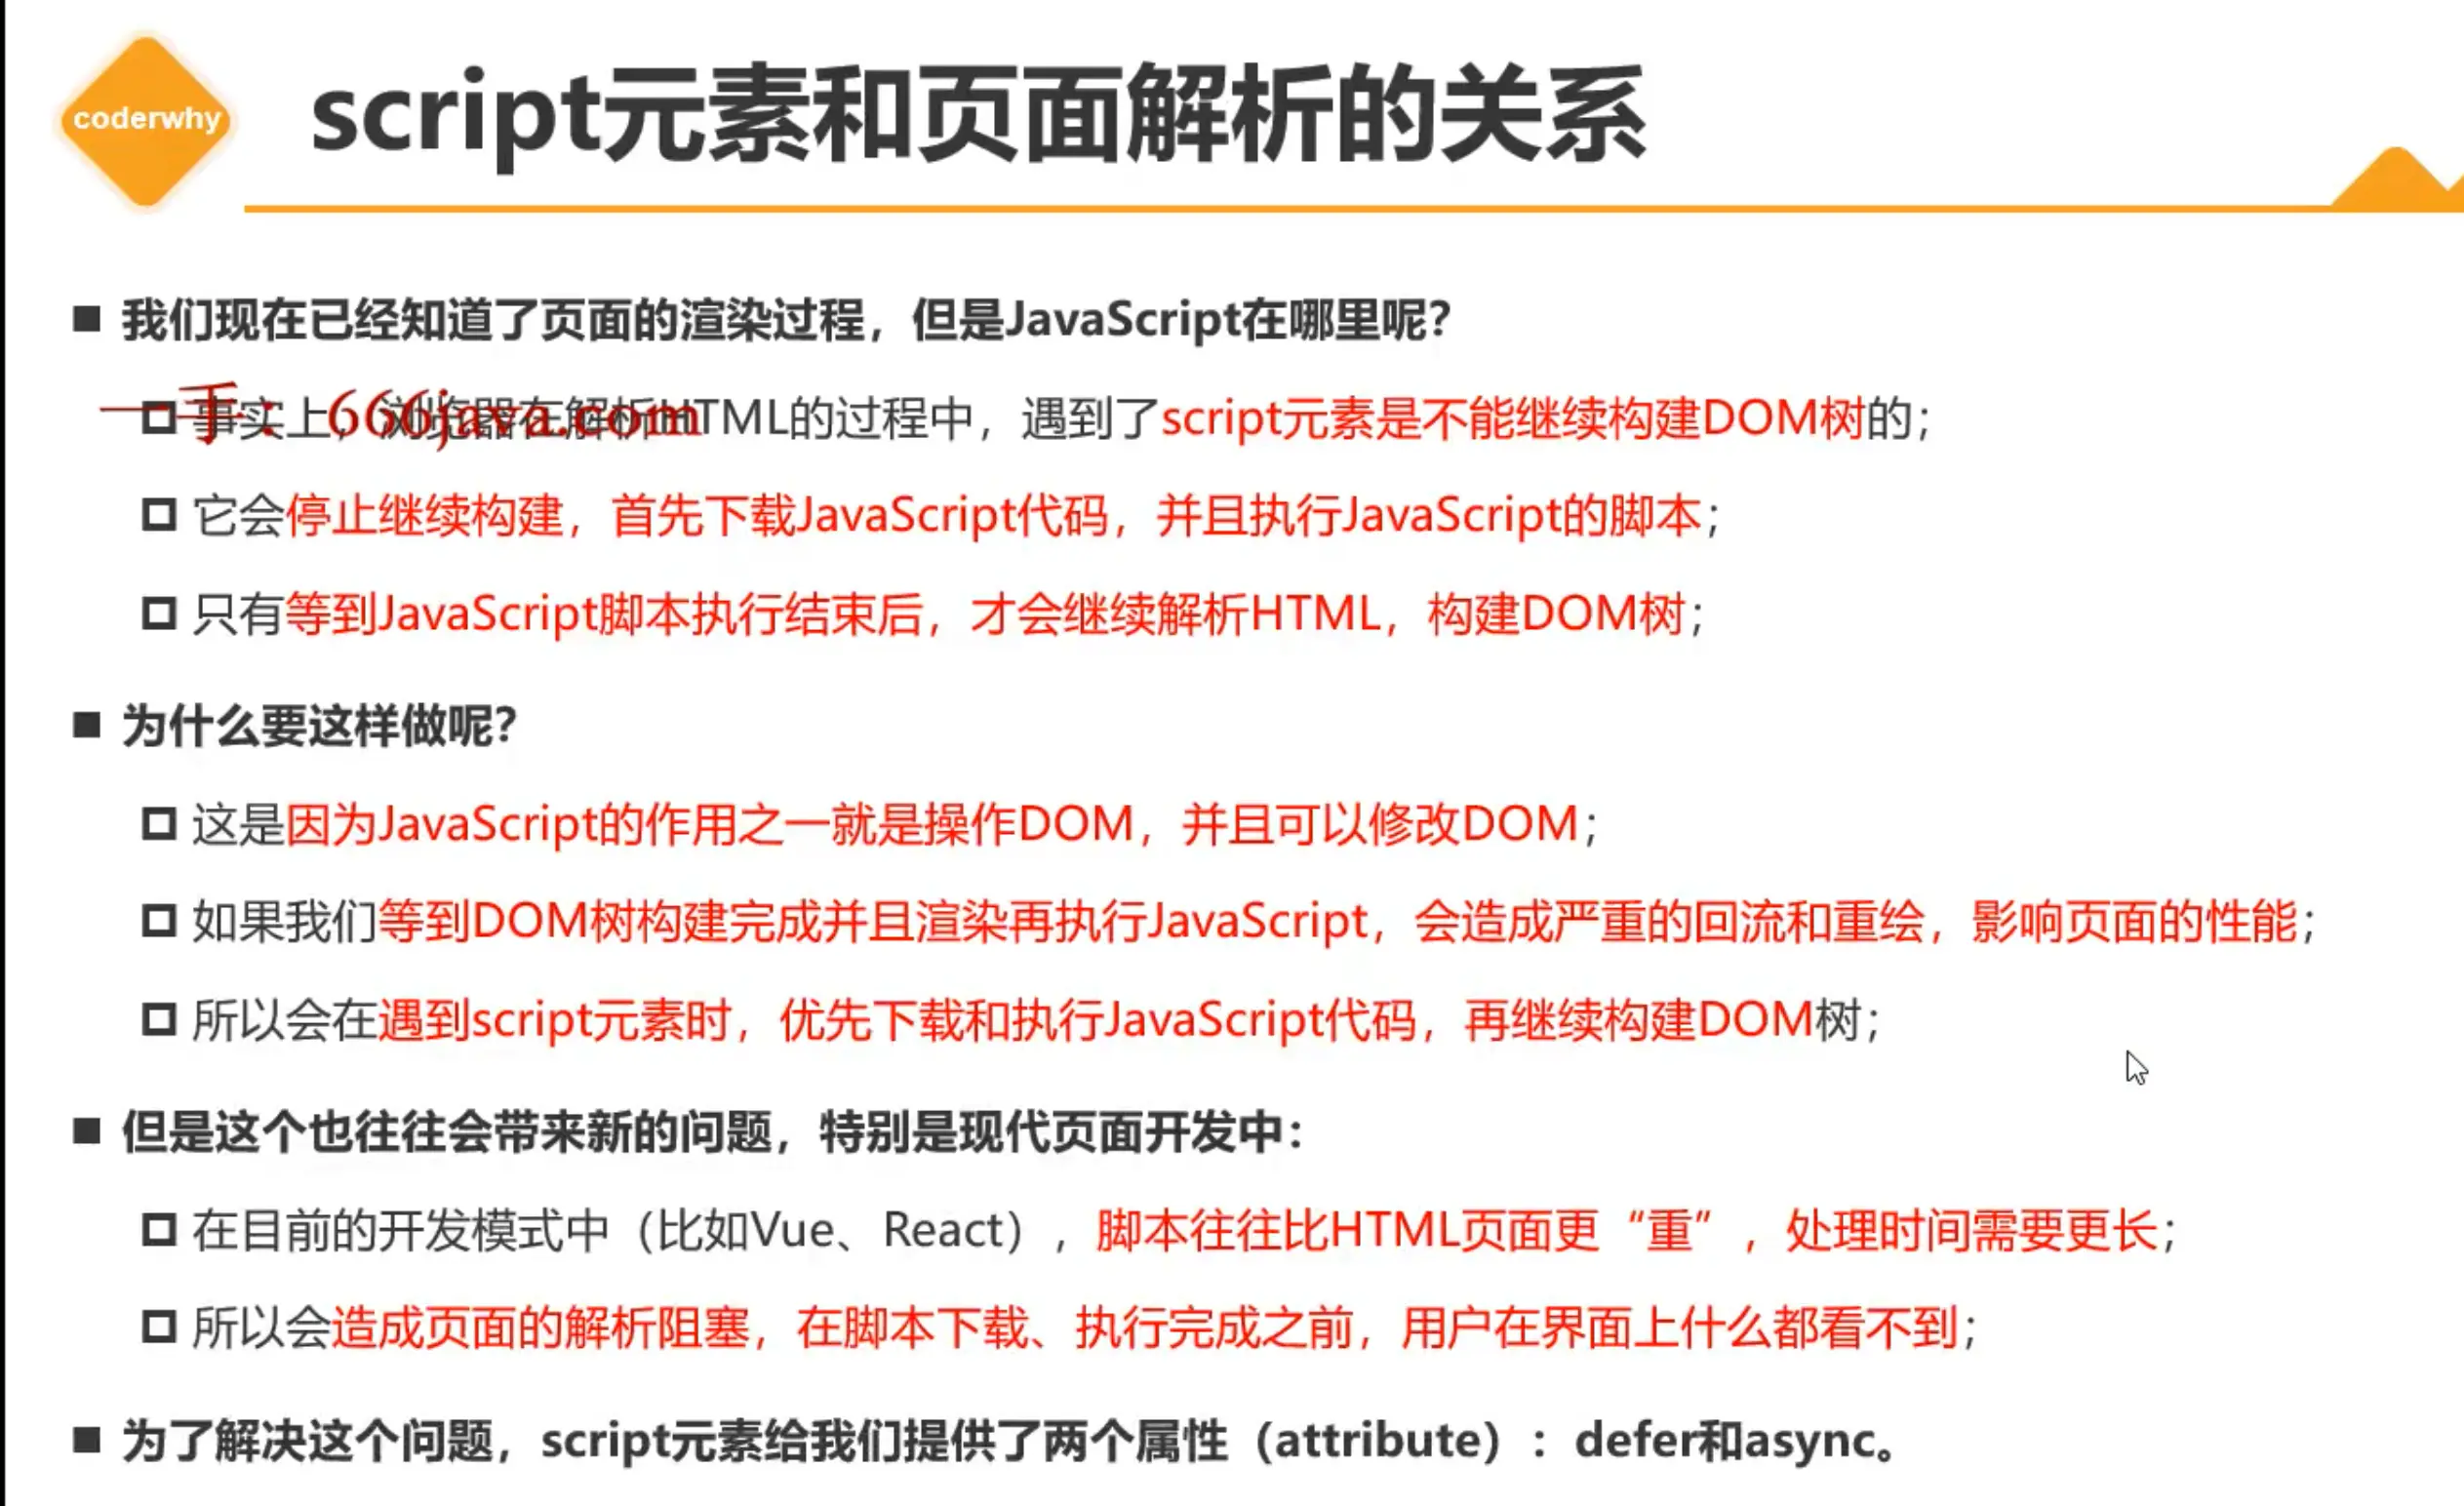 coderwhy
script元素和页面解析的关系
我们现在已经知道了页面的渲染过程，但是JavaScript在哪里呢？
一手： 666java.com
事实上，浏览器在解析HTML的过程中，遇到了script元素是不能继续构建DOM树的；
它会停止继续构建，首先下载JavaScript代码，并且执行JavaScript的脚本；
只有等到JavaScript脚本执行结束后，才会继续解析HTML，构建DOM树；
为什么要这样做呢？
这是因为JavaScript的作用之一就是操作DOM，并且可以修改DOM；
如果我们等到DOM树构建完成并且渲染再执行JavaScript，会造成严重的回流和重绘，影响页面的性能；
所以会在遇到script元素时，优先下载和执行JavaScript代码，再继续构建DOM树；
但是这个也往往会带来新的问题，特别是现代页面开发中：
在目前的开发模式中（比如Vue、React），脚本往往比HTML页面更“重”，处理时间需要更长；
所以会造成页面的解析阻塞，在脚本下载、执行完成之前，用户在界面上什么都看不到；
为了解决这个问题，script元素给我们提供了两个属性（attribute）：defer和async。